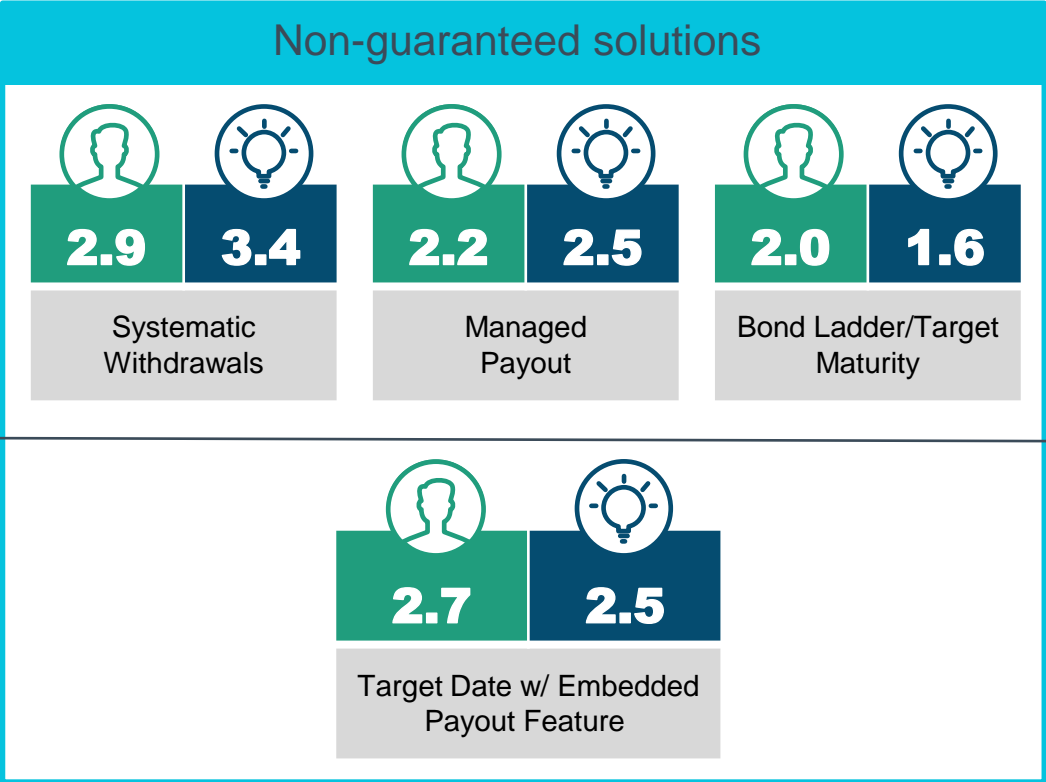 Non-guaranteed solutions
2.9 3.4 2.2 2.5 2.0 1.6
Systematic
Withdrawals
Managed
Payout
Bond Ladder/Target
Maturity
2.7 2.5
Target Date w/ Embedded
Payout Feature